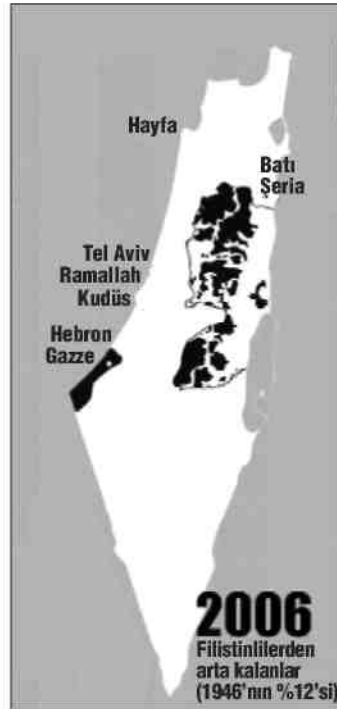 Hayfa
Batı
Şeria
Tel Aviv
Ramallah
Kudüs
Hebron
Gazze
2006
Filistinlilerden
arta kalanlar
(1946'nın %12'si)